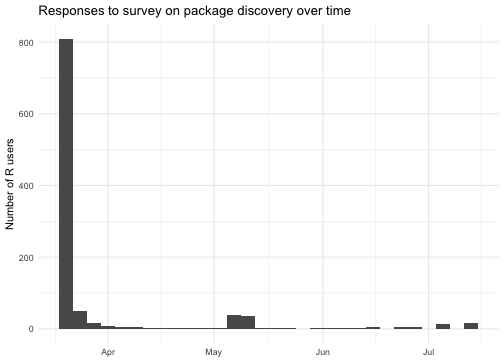 Responses to survey on package discovery over time
Number of R users
800
600
400
200
0
Apr
May
Jun
Jul